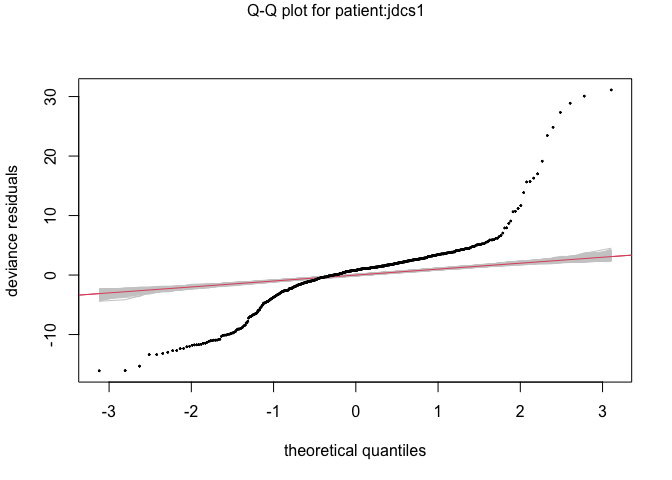 Q-Q plot for patient:jdcs1
30
20
10
0
-10
deviance residuals
-3 -2 -1 0 1 2 3
theoretical quantiles